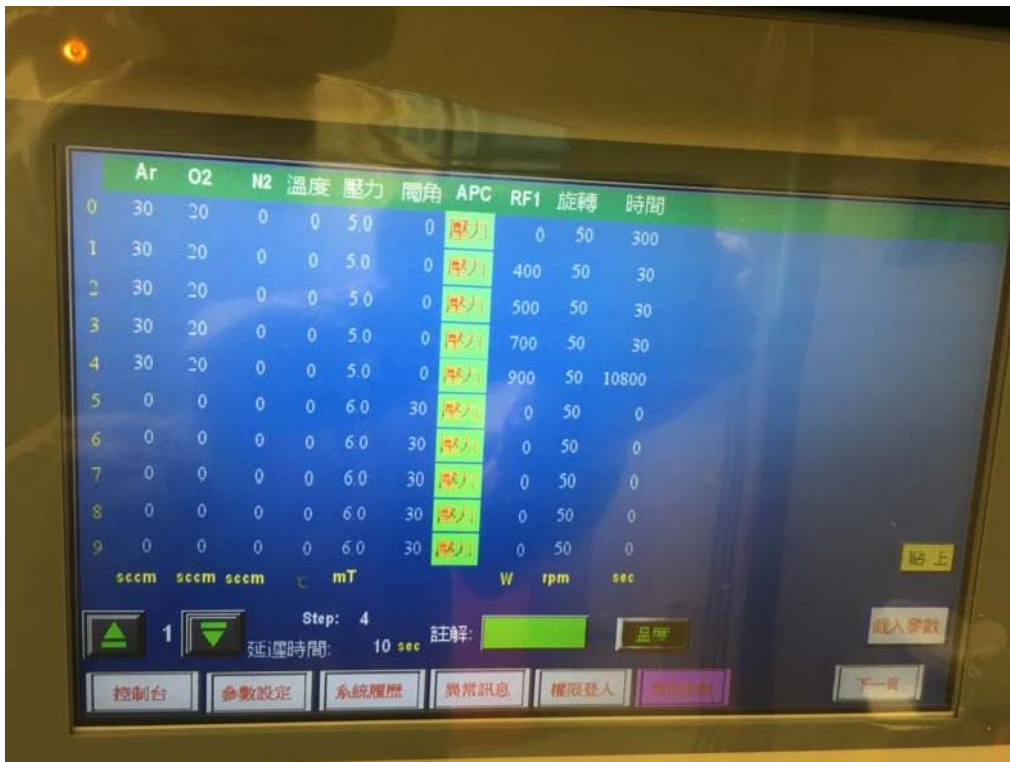 Ar O2 N2 溫度 壓力 閥角 APC RF1 旋轉 時間
0 30 20 0 0 5.0 0 壓力 0 50 300
1 30 20 0 0 5.0 0 壓力 400 50 30
2 30 20 0 0 5.0 0 壓力 500 50 30
3 30 20 0 0 5.0 0 壓力 700 50 30
4 30 20 0 0 5.0 0 壓力 900 50 10800
5 0 0 0 0 6.0 30 壓力 0 50 0
6 0 0 0 0 6.0 30 壓力 0 50 0
7 0 0 0 0 6.0 30 壓力 0 50 0
8 0 0 0 0 6.0 30 壓力 0 50 0
9 0 0 0 0 6.0 30 壓力 0 50 0
貼上
sccm sccm sccm ℃ mT W rpm sec
Step: 4
1 延遲時間: 10 sec 註解: 溫度 載入參數
控制台 參數設定 系統履歷 異常訊息 權限登入 下一頁